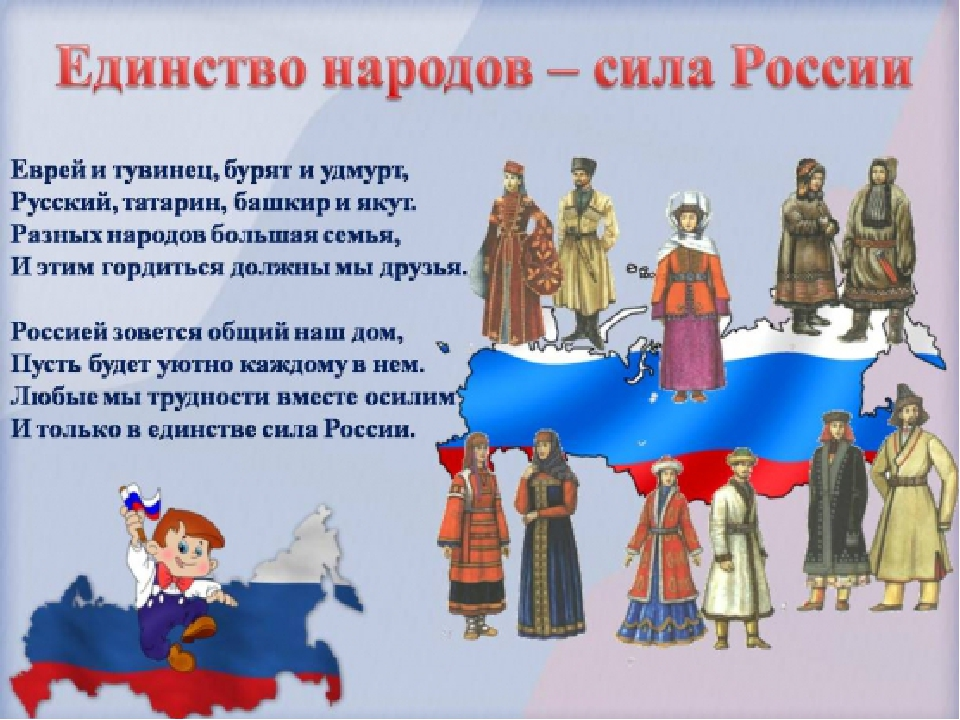 Единство народов – сила России
Еврей и тувинец, бурят и удмурт,
Русский, татарин, башкир и якут.
Разных народов большая семья,
И этим гордиться должны мы друзья.
Россией зовется общий наш дом,
Пусть будет уютно каждому в нем.
Любые мы трудности вместе осилим
И только в единстве сила России.